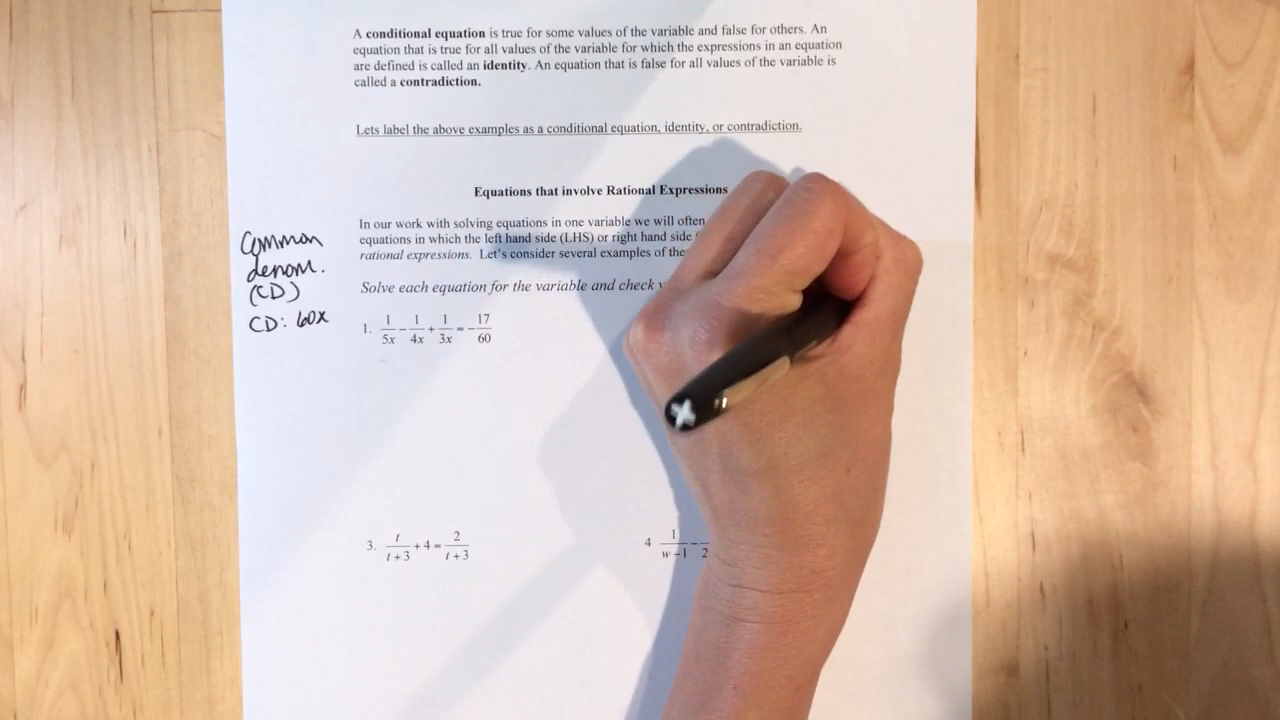 A conditional equation is true for some values of the variable and false for others. An
equation that is true for all values of the variable for which the expressions in an equation
are defined is called an identity. An equation that is false for all values of the variable is
called a contradiction.
Lets label the above examples as a conditional equation, identity, or contradiction.
Equations that involve Rational Expressions
In our work with solving equations in one variable we will often
equations in which the left hand side (LHS) or right hand side
rational expressions. Let's consider several examples of the
Solve each equation for the variable and check
Common
denom.
(CD)
CD: 60x
1. 1/5x - 1/4x + 1/3x = -17/60
3. t/t+3 + 4 = 2/t+3
4 1/w-1 - 2